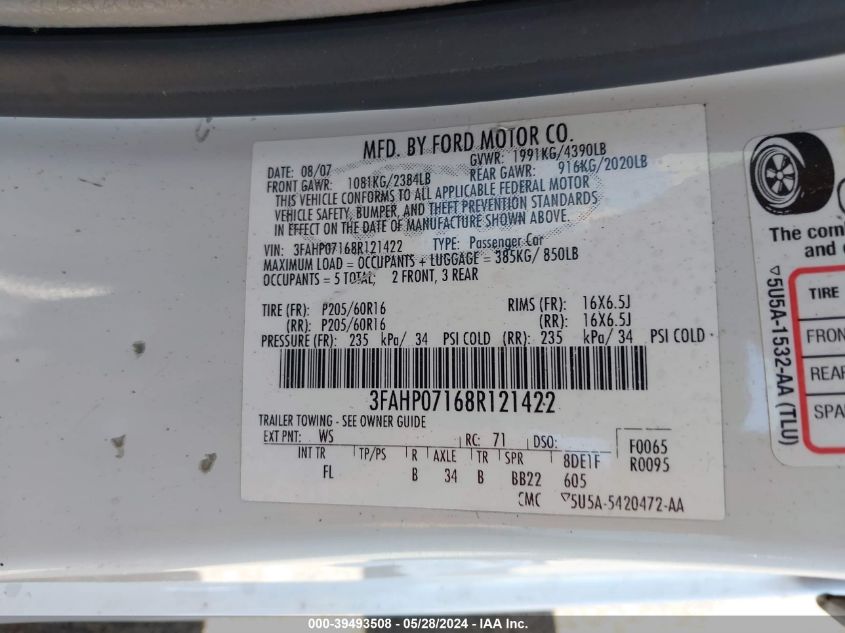 MFD. BY FORD MOTOR CO.
DATE: 08/07 GVWR: 1991KG/4390LB
FRONT GAWR: 1081KG/2384LB REAR GAWR: 916KG/2020LB
THIS VEHICLE CONFORMS TO ALL APPLICABLE FEDERAL MOTOR
VEHICLE SAFETY, BUMPER, AND THEFT PREVENTION STANDARDS
IN EFFECT ON THE DATE OF MANUFACTURE SHOWN ABOVE.
VIN: 3FAHP07168R121422 TYPE: Passenger Car
MAXIMUM LOAD = OCCUPANTS + LUGGAGE = 385KG/ 850LB
OCCUPANTS = 5 TOTAL; 2 FRONT, 3 REAR
TIRE (FR): P205/60R16 RIMS (FR): 16X6.5J
(RR): P205/60R16 (RR): 16X6.5J
PRESSURE (FR): 235 kPa/ 34 PSI COLD (RR): 235 kPa/ 34 PSI COLD
3FAHP07168R121422
TRAILER TOWING - SEE OWNER GUIDE
EXT PNT: WS RC: 71 DSO: F0065
INT TR TP/PS R AXLE TR SPR 8DE1F R0095
FL B 34 B BB22 605
CMC 5U5A-5420472-AA
The com
and
5U5A-1532-AA (TLU)
TIRE
FRON
REAR
SPA
000-39493508 - 05/28/2024 - IAA Inc.